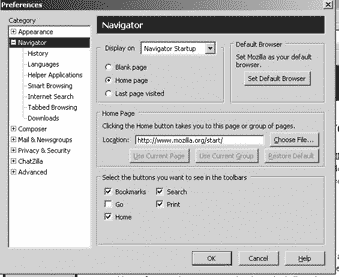 Preferences
Category
Appearance
Navigator
History
Languages
Helper Applications
Smart Browsing
Internet Search
Tabbed Browsing
Downloads
Composer
Mail & Newsgroups
Privacy & Security
ChatZilla
Advanced
Navigator
Display on
Navigator Startup
Blank page
Home page
Last page visited
Default Browser
Set Mozilla as your default
browser.
Set Default Browser
Home Page
Clicking the Home button takes you to this page or group of pages.
Location:
http://www.mozilla.org/start/
Choose File...
Use Current Page
Use Current Group
Restore Default
Select the buttons you want to see in the toolbars
Bookmarks
Search
Go
Print
Home
OK
Cancel
Help